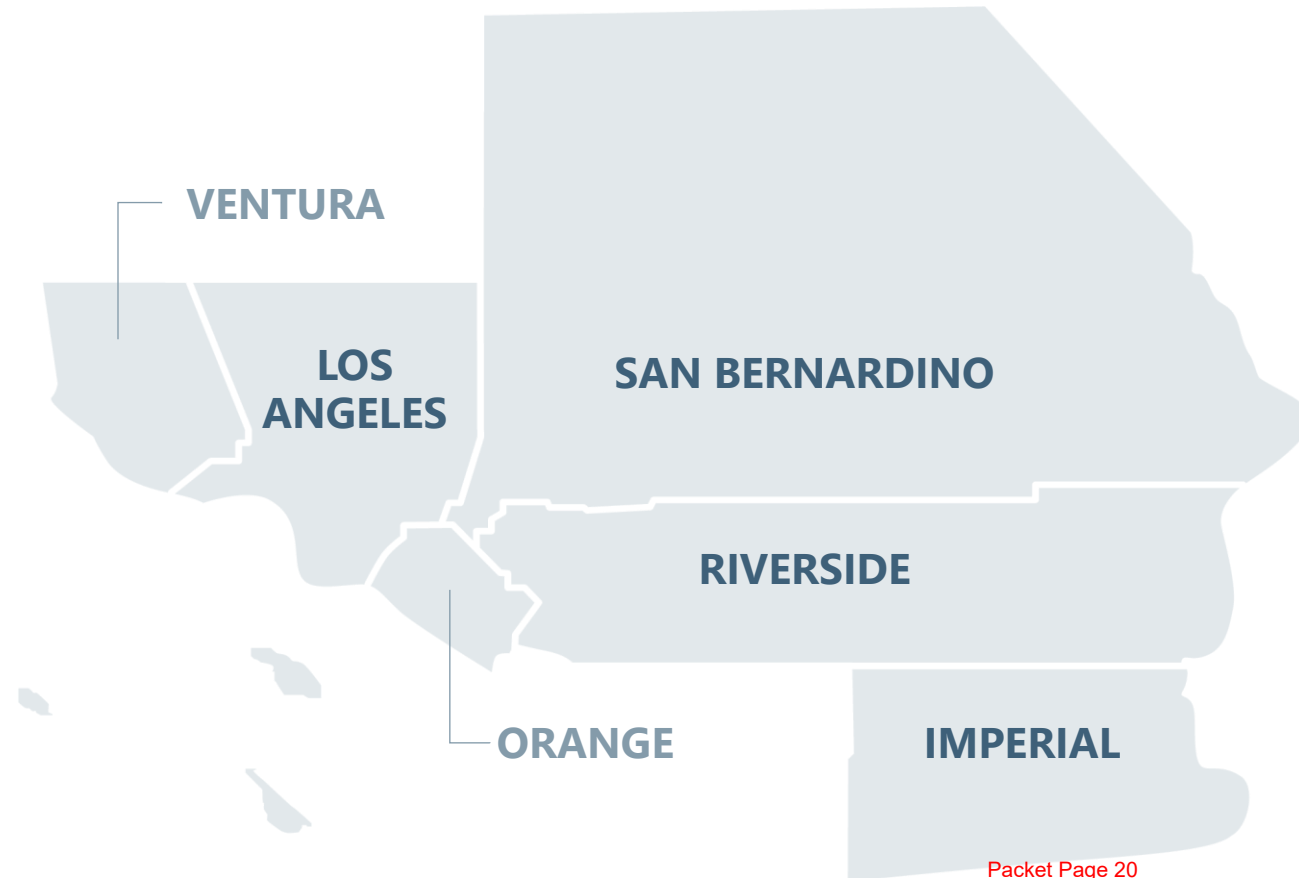 VENTURA
LOS
ANGELES
SAN BERNARDINO
RIVERSIDE
ORANGE
IMPERIAL
Packet Page 20